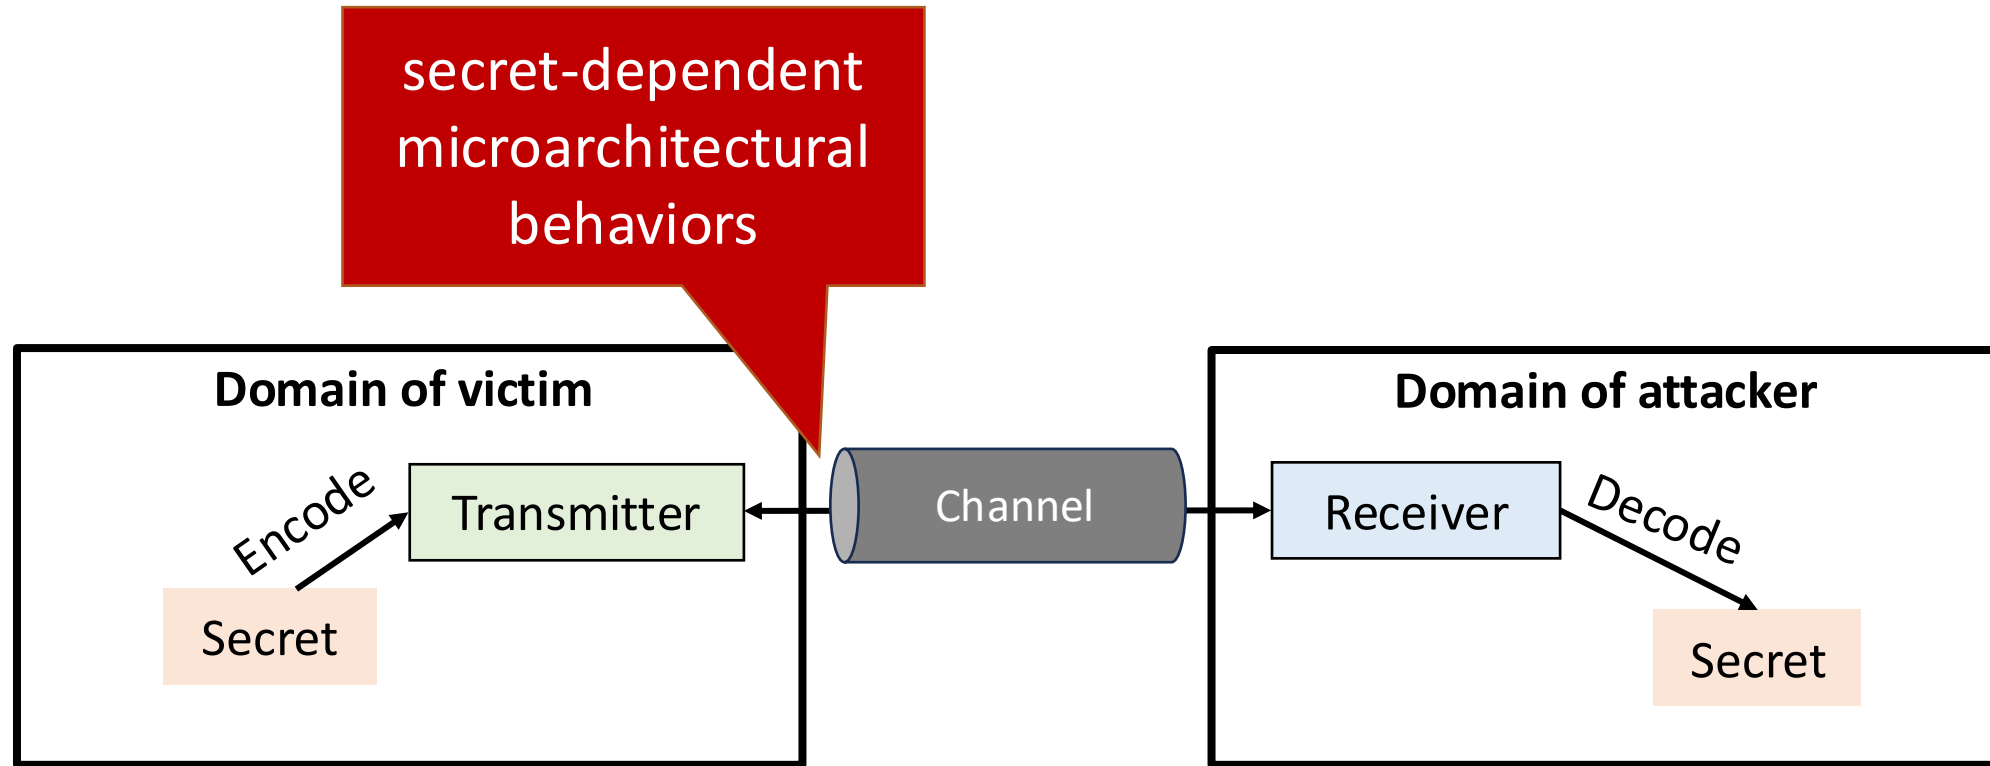 secret-dependent
microarchitectural
behaviors
Domain of victim
Encode
Transmitter
Secret
Channel
Domain of attacker
Receiver
Decode
Secret